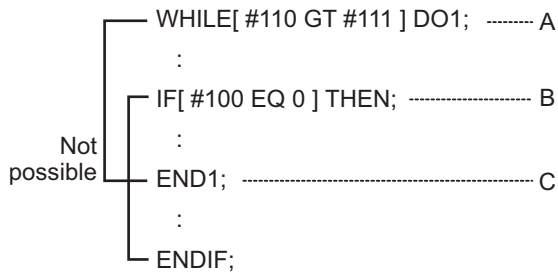 WHILE[ #110 GT #111 ] DO1; A
:
IF[ #100 EQ 0 ] THEN; B
:
Not
possible
END1; C
:
ENDIF;